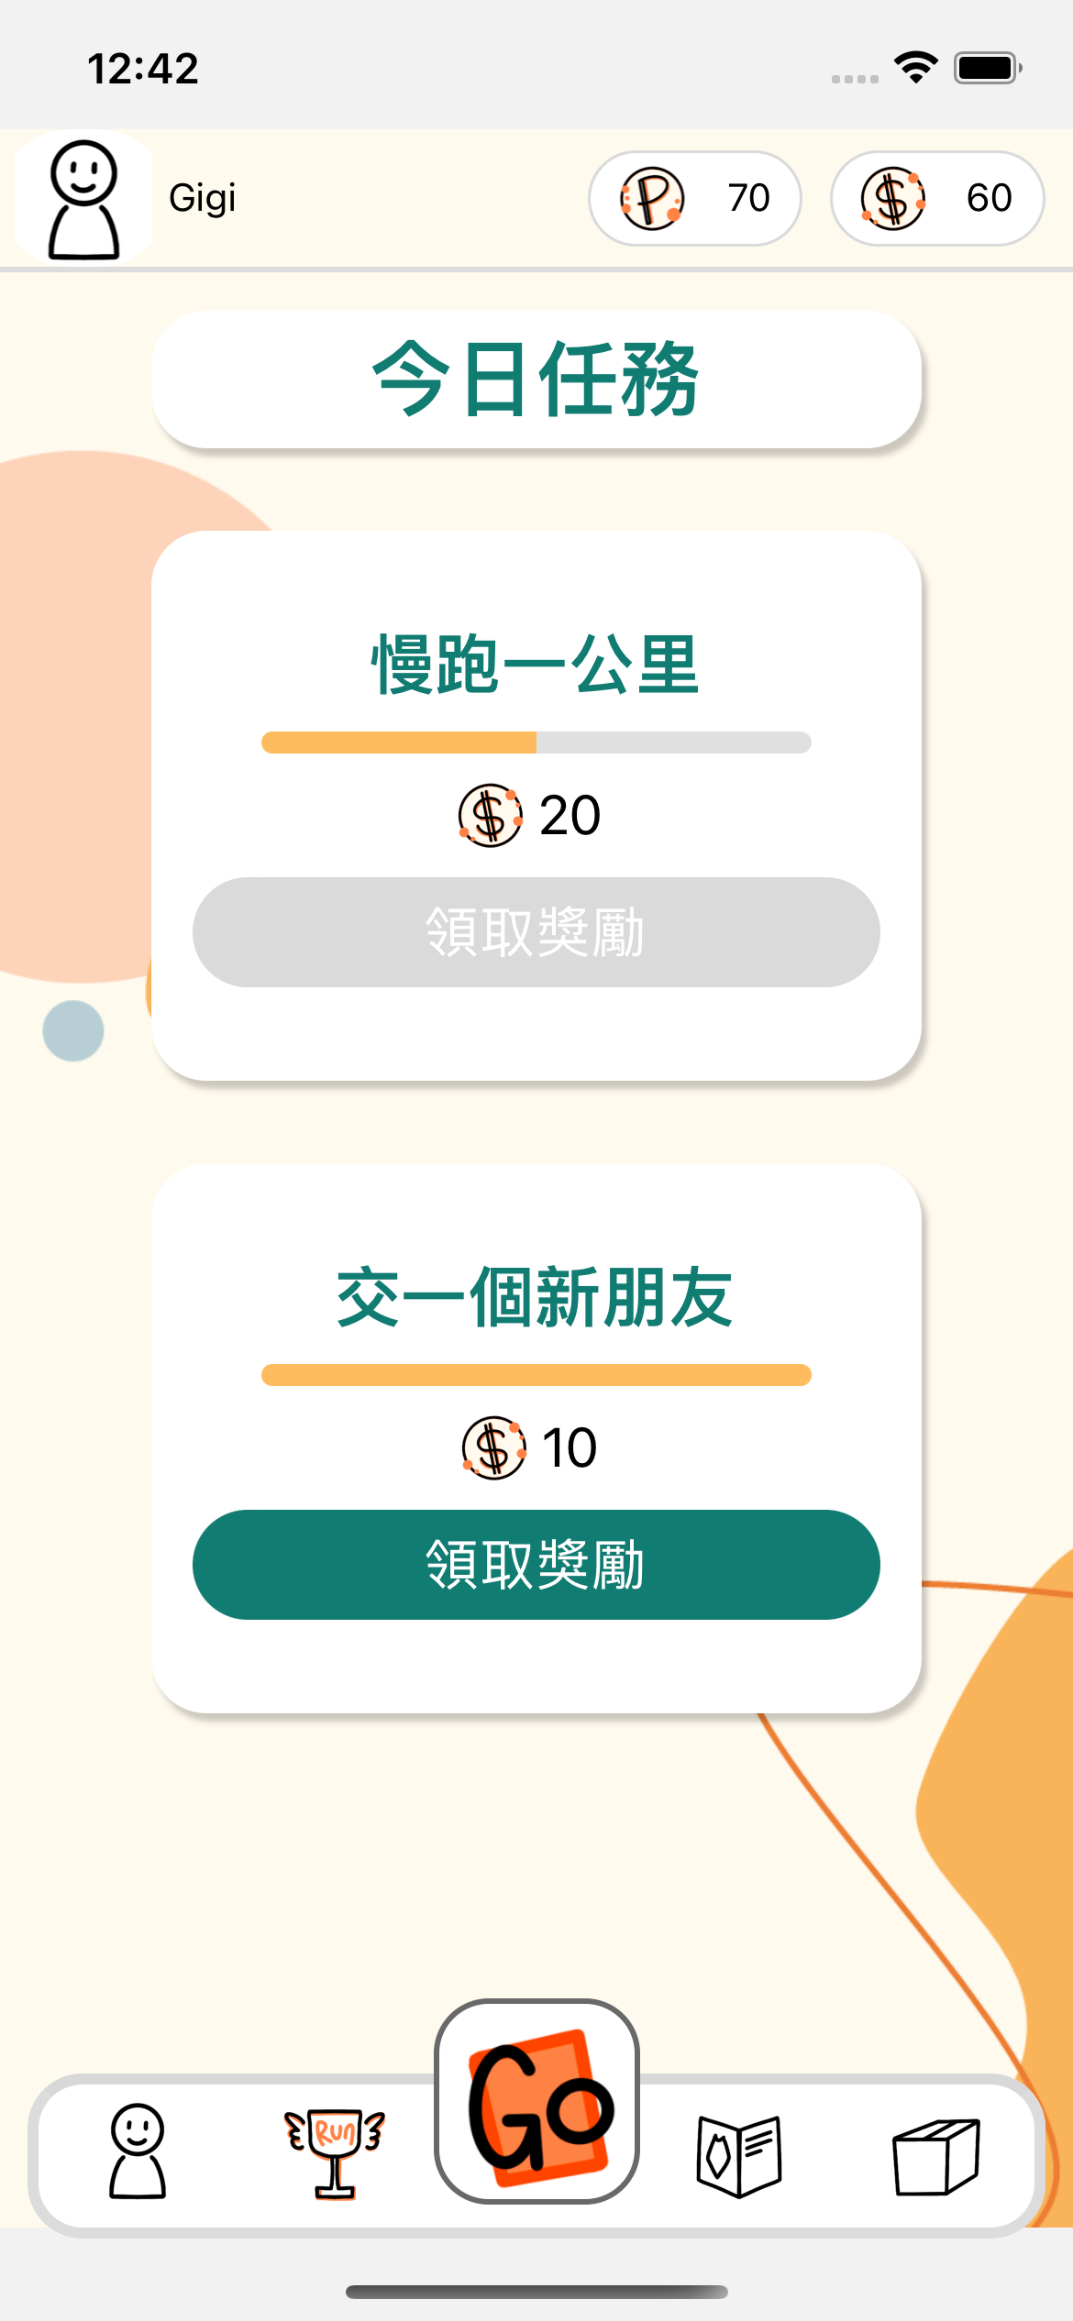 12:42
Gigi
P 70
$ 60
今日任務
慢跑一公里
$ 20
領取獎勵
交一個新朋友
$ 10
領取獎勵
Run
Go